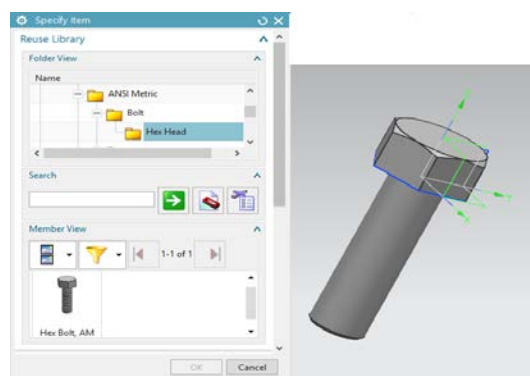 Specify Item
Reuse Library
Folder View
Name
ANSI Metric
Bolt
Hex Head
Search
Member View
1-1 of 1
Hex Bolt, AM
OK Cancel